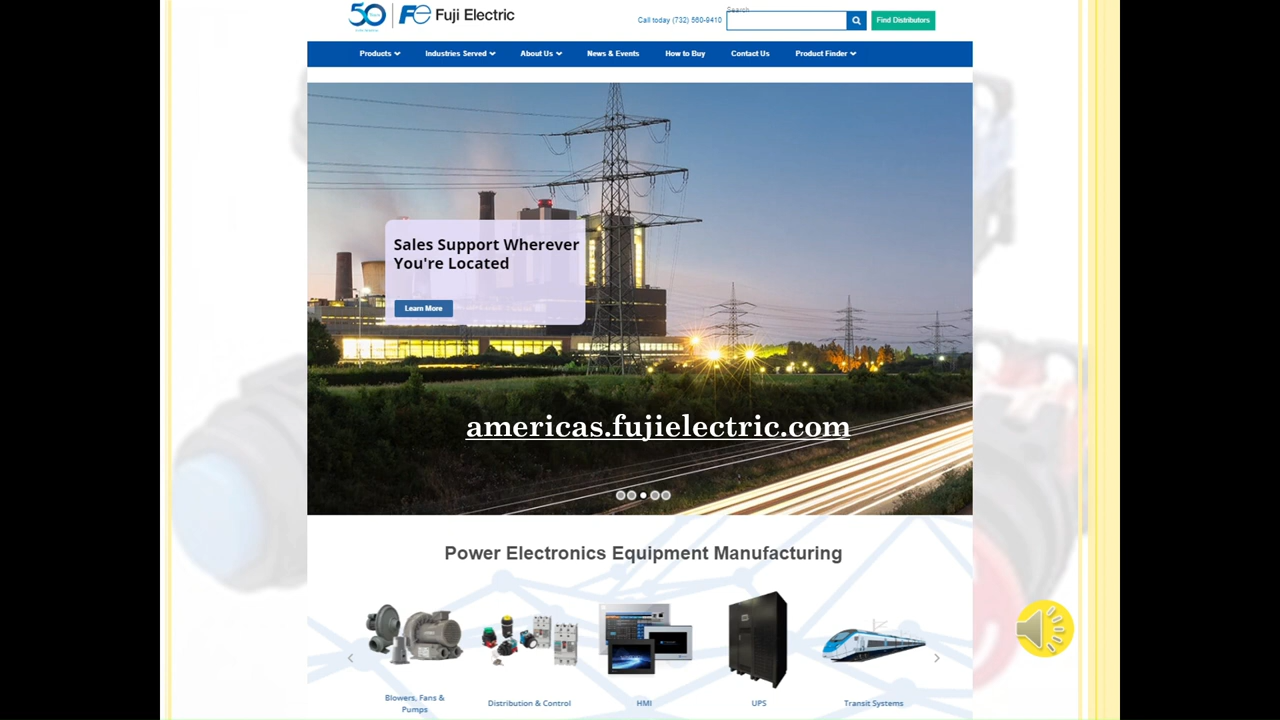 50
Fe Fuji Electric
Call today (732) 560-9410
Search
Find Distributors
Products
Industries Served
About Us
News & Events
How to Buy
Contact Us
Product Finder
Sales Support Wherever
You're Located
Learn More
americas.fujielectric.com
Power Electronics Equipment Manufacturing
Blowers, Fans &
Pumps
Distribution & Control
HMI
UPS
Transit Systems